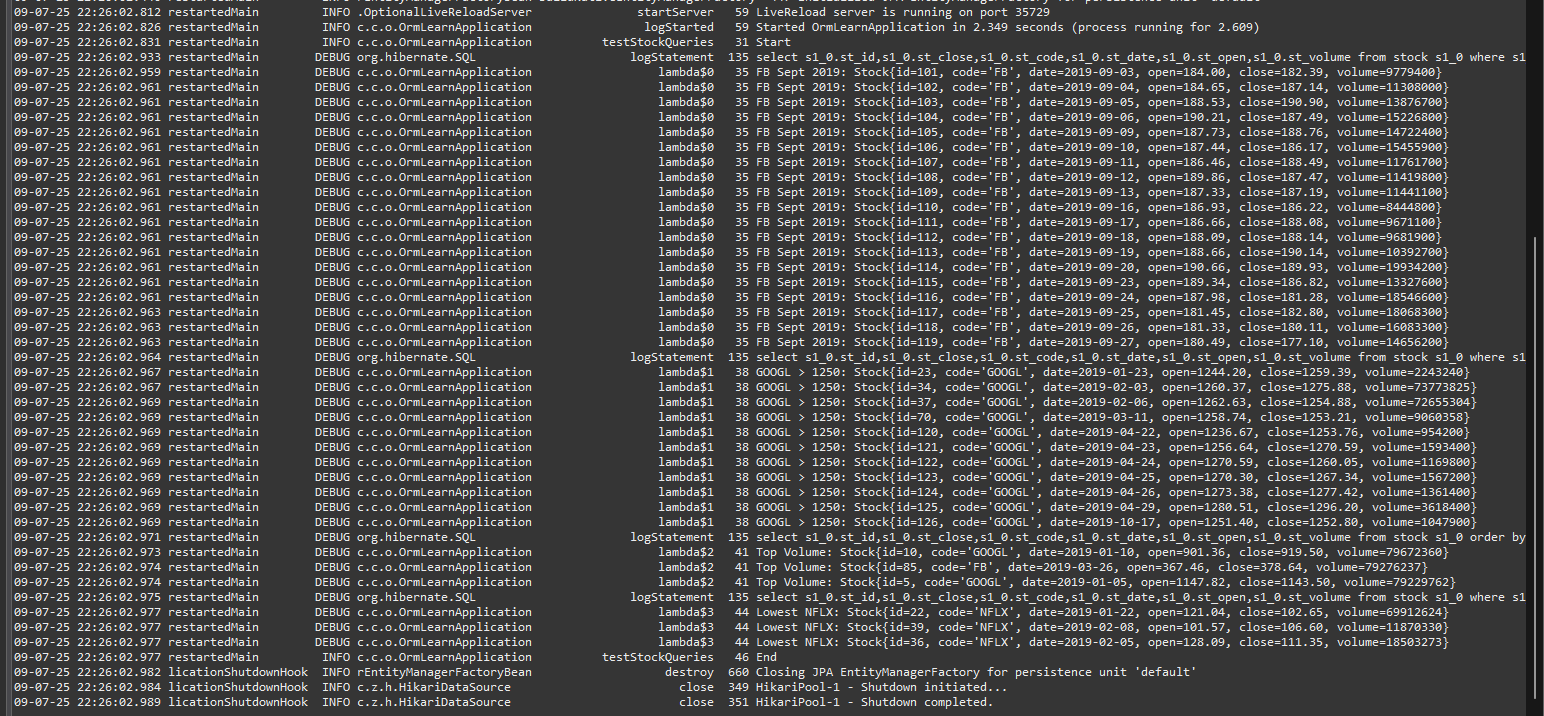 09-07-25 22:26:02.812 restartedMain INFO .OptionalLiveReloadServer startServer 59 LiveReload server is running on port 35729
09-07-25 22:26:02.826 restartedMain INFO c.c.o.OrmLearnApplication logStarted 59 Started OrmLearnApplication in 2.349 seconds (process running for 2.609)
09-07-25 22:26:02.831 restartedMain INFO c.c.o.OrmLearnApplication testStockQueries 31 Start
09-07-25 22:26:02.933 restartedMain DEBUG org.hibernate.SQL logStatement 135 select s1_0.st_id,s1_0.st_close,s1_0.st_code,s1_0.st_date,s1_0.st_open,s1_0.st_volume from stock s1_0 where s1
09-07-25 22:26:02.959 restartedMain DEBUG c.c.o.OrmLearnApplication lambda$0 35 FB Sept 2019: Stock{id=101, code='FB', date=2019-09-03, open=184.00, close=182.39, volume=9779400}
09-07-25 22:26:02.961 restartedMain DEBUG c.c.o.OrmLearnApplication lambda$0 35 FB Sept 2019: Stock{id=102, code='FB', date=2019-09-04, open=184.65, close=187.14, volume=11308000}
09-07-25 22:26:02.961 restartedMain DEBUG c.c.o.OrmLearnApplication lambda$0 35 FB Sept 2019: Stock{id=103, code='FB', date=2019-09-05, open=188.53, close=190.90, volume=13876700}
09-07-25 22:26:02.961 restartedMain DEBUG c.c.o.OrmLearnApplication lambda$0 35 FB Sept 2019: Stock{id=104, code='FB', date=2019-09-06, open=190.21, close=187.49, volume=15226800}
09-07-25 22:26:02.961 restartedMain DEBUG c.c.o.OrmLearnApplication lambda$0 35 FB Sept 2019: Stock{id=105, code='FB', date=2019-09-09, open=187.73, close=188.76, volume=14722400}
09-07-25 22:26:02.961 restartedMain DEBUG c.c.o.OrmLearnApplication lambda$0 35 FB Sept 2019: Stock{id=106, code='FB', date=2019-09-10, open=187.44, close=186.17, volume=15455900}
09-07-25 22:26:02.961 restartedMain DEBUG c.c.o.OrmLearnApplication lambda$0 35 FB Sept 2019: Stock{id=107, code='FB', date=2019-09-11, open=186.46, close=188.49, volume=11761700}
09-07-25 22:26:02.961 restartedMain DEBUG c.c.o.OrmLearnApplication lambda$0 35 FB Sept 2019: Stock{id=108, code='FB', date=2019-09-12, open=189.86, close=187.47, volume=11419800}
09-07-25 22:26:02.961 restartedMain DEBUG c.c.o.OrmLearnApplication lambda$0 35 FB Sept 2019: Stock{id=109, code='FB', date=2019-09-13, open=187.33, close=187.19, volume=11441100}
09-07-25 22:26:02.961 restartedMain DEBUG c.c.o.OrmLearnApplication lambda$0 35 FB Sept 2019: Stock{id=110, code='FB', date=2019-09-16, open=186.93, close=186.22, volume=8444800}
09-07-25 22:26:02.961 restartedMain DEBUG c.c.o.OrmLearnApplication lambda$0 35 FB Sept 2019: Stock{id=111, code='FB', date=2019-09-17, open=186.66, close=188.08, volume=9671100}
09-07-25 22:26:02.961 restartedMain DEBUG c.c.o.OrmLearnApplication lambda$0 35 FB Sept 2019: Stock{id=112, code='FB', date=2019-09-18, open=188.09, close=188.14, volume=9681900}
09-07-25 22:26:02.961 restartedMain DEBUG c.c.o.OrmLearnApplication lambda$0 35 FB Sept 2019: Stock{id=113, code='FB', date=2019-09-19, open=188.66, close=190.14, volume=10392700}
09-07-25 22:26:02.961 restartedMain DEBUG c.c.o.OrmLearnApplication lambda$0 35 FB Sept 2019: Stock{id=114, code='FB', date=2019-09-20, open=190.66, close=189.93, volume=19934200}
09-07-25 22:26:02.961 restartedMain DEBUG c.c.o.OrmLearnApplication lambda$0 35 FB Sept 2019: Stock{id=115, code='FB', date=2019-09-23, open=189.34, close=186.82, volume=13327600}
09-07-25 22:26:02.961 restartedMain DEBUG c.c.o.OrmLearnApplication lambda$0 35 FB Sept 2019: Stock{id=116, code='FB', date=2019-09-24, open=187.98, close=181.28, volume=18546600}
09-07-25 22:26:02.963 restartedMain DEBUG c.c.o.OrmLearnApplication lambda$0 35 FB Sept 2019: Stock{id=117, code='FB', date=2019-09-25, open=181.45, close=182.80, volume=18068300}
09-07-25 22:26:02.963 restartedMain DEBUG c.c.o.OrmLearnApplication lambda$0 35 FB Sept 2019: Stock{id=118, code='FB', date=2019-09-26, open=181.33, close=180.11, volume=16083300}
09-07-25 22:26:02.963 restartedMain DEBUG c.c.o.OrmLearnApplication lambda$0 35 FB Sept 2019: Stock{id=119, code='FB', date=2019-09-27, open=180.49, close=177.10, volume=14656200}
09-07-25 22:26:02.964 restartedMain DEBUG org.hibernate.SQL logStatement 135 select s1_0.st_id,s1_0.st_close,s1_0.st_code,s1_0.st_date,s1_0.st_open,s1_0.st_volume from stock s1_0 where s1
09-07-25 22:26:02.967 restartedMain DEBUG c.c.o.OrmLearnApplication lambda$1 38 GOOGL > 1250: Stock{id=23, code='GOOGL', date=2019-01-23, open=1244.20, close=1259.39, volume=2243240}
09-07-25 22:26:02.969 restartedMain DEBUG c.c.o.OrmLearnApplication lambda$1 38 GOOGL > 1250: Stock{id=34, code='GOOGL', date=2019-02-03, open=1260.37, close=1275.88, volume=73773825}
09-07-25 22:26:02.969 restartedMain DEBUG c.c.o.OrmLearnApplication lambda$1 38 GOOGL > 1250: Stock{id=37, code='GOOGL', date=2019-02-06, open=1262.63, close=1254.88, volume=72655304}
09-07-25 22:26:02.969 restartedMain DEBUG c.c.o.OrmLearnApplication lambda$1 38 GOOGL > 1250: Stock{id=70, code='GOOGL', date=2019-03-11, open=1258.74, close=1253.21, volume=9060358}
09-07-25 22:26:02.969 restartedMain DEBUG c.c.o.OrmLearnApplication lambda$1 38 GOOGL > 1250: Stock{id=120, code='GOOGL', date=2019-04-22, open=1236.67, close=1253.76, volume=954200}
09-07-25 22:26:02.969 restartedMain DEBUG c.c.o.OrmLearnApplication lambda$1 38 GOOGL > 1250: Stock{id=121, code='GOOGL', date=2019-04-23, open=1256.64, close=1270.59, volume=1593400}
09-07-25 22:26:02.969 restartedMain DEBUG c.c.o.OrmLearnApplication lambda$1 38 GOOGL > 1250: Stock{id=122, code='GOOGL', date=2019-04-24, open=1270.59, close=1260.05, volume=1169800}
09-07-25 22:26:02.969 restartedMain DEBUG c.c.o.OrmLearnApplication lambda$1 38 GOOGL > 1250: Stock{id=123, code='GOOGL', date=2019-04-25, open=1270.30, close=1267.34, volume=1567200}
09-07-25 22:26:02.969 restartedMain DEBUG c.c.o.OrmLearnApplication lambda$1 38 GOOGL > 1250: Stock{id=124, code='GOOGL', date=2019-04-26, open=1273.38, close=1277.42, volume=1361400}
09-07-25 22:26:02.969 restartedMain DEBUG c.c.o.OrmLearnApplication lambda$1 38 GOOGL > 1250: Stock{id=125, code='GOOGL', date=2019-04-29, open=1280.51, close=1296.20, volume=3618400}
09-07-25 22:26:02.969 restartedMain DEBUG c.c.o.OrmLearnApplication lambda$1 38 GOOGL > 1250: Stock{id=126, code='GOOGL', date=2019-10-17, open=1251.40, close=1252.80, volume=1047900}
09-07-25 22:26:02.971 restartedMain DEBUG org.hibernate.SQL logStatement 135 select s1_0.st_id,s1_0.st_close,s1_0.st_code,s1_0.st_date,s1_0.st_open,s1_0.st_volume from stock s1_0 order by
09-07-25 22:26:02.973 restartedMain DEBUG c.c.o.OrmLearnApplication lambda$2 41 Top Volume: Stock{id=10, code='GOOGL', date=2019-01-10, open=901.36, close=919.50, volume=79672360}
09-07-25 22:26:02.974 restartedMain DEBUG c.c.o.OrmLearnApplication lambda$2 41 Top Volume: Stock{id=85, code='FB', date=2019-03-26, open=367.46, close=378.64, volume=79276237}
09-07-25 22:26:02.974 restartedMain DEBUG c.c.o.OrmLearnApplication lambda$2 41 Top Volume: Stock{id=5, code='GOOGL', date=2019-01-05, open=1147.82, close=1143.50, volume=79229762}
09-07-25 22:26:02.975 restartedMain DEBUG org.hibernate.SQL logStatement 135 select s1_0.st_id,s1_0.st_close,s1_0.st_code,s1_0.st_date,s1_0.st_open,s1_0.st_volume from stock s1_0 where s1
09-07-25 22:26:02.977 restartedMain DEBUG c.c.o.OrmLearnApplication lambda$3 44 Lowest NFLX: Stock{id=22, code='NFLX', date=2019-01-22, open=121.04, close=102.65, volume=69912624}
09-07-25 22:26:02.977 restartedMain DEBUG c.c.o.OrmLearnApplication lambda$3 44 Lowest NFLX: Stock{id=39, code='NFLX', date=2019-02-08, open=101.57, close=106.60, volume=11870330}
09-07-25 22:26:02.977 restartedMain DEBUG c.c.o.OrmLearnApplication lambda$3 44 Lowest NFLX: Stock{id=36, code='NFLX', date=2019-02-05, open=128.09, close=111.35, volume=18503273}
09-07-25 22:26:02.977 restartedMain INFO c.c.o.OrmLearnApplication testStockQueries 46 End
09-07-25 22:26:02.982 licationShutdownHook INFO rEntityManagerFactoryBean destroy 660 Closing JPA EntityManagerFactory for persistence unit 'default'
09-07-25 22:26:02.984 licationShutdownHook INFO c.z.h.HikariDataSource close 349 HikariPool-1 - Shutdown initiated...
09-07-25 22:26:02.989 licationShutdownHook INFO c.z.h.HikariDataSource close 351 HikariPool-1 - Shutdown completed.